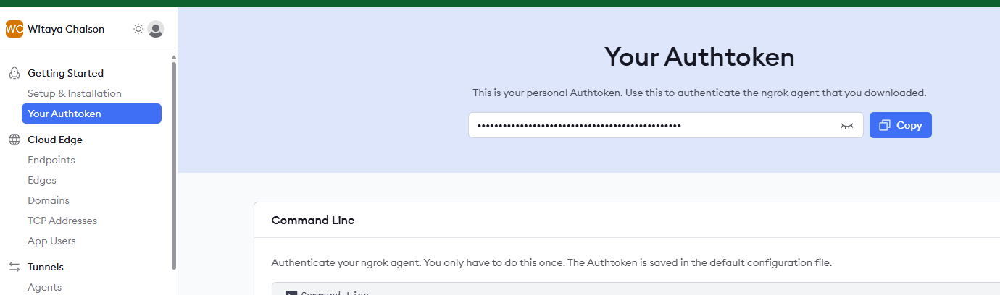 WC Witaya Chaison
Getting Started
Setup & Installation
Your Authtoken
Cloud Edge
Endpoints
Edges
Domains
TCP Addresses
App Users
Tunnels
Agents
Your Authtoken
This is your personal Authtoken. Use this to authenticate the ngrok agent that you downloaded.
••••••••••••••••••••••••••••••••••••••••••••••••• Copy
Command Line
Authenticate your ngrok agent. You only have to do this once. The Authtoken is saved in the default configuration file.
Command Line